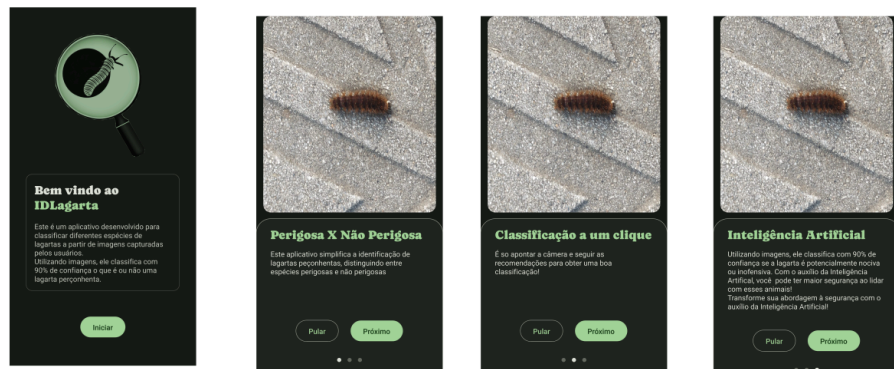 Bem vindo ao
IDLagarta
Este é um aplicativo desenvolvido para
classificar diferentes espécies de
lagartas a partir de imagens capturadas
pelos usuários.
Utilizando imagens, ele classifica com
90% de confiança o que é ou não uma
lagarta perçonhenta.
Iniciar
Perigosa X Não Perigosa
Este aplicativo simplifica a identificação de
lagartas peçonhentas, distinguindo entre
espécies perigosas e não perigosas
Pular
Próximo
Classificação a um clique
É so apontar a câmera e seguir as
recomendações para obter uma boa
classificação!
Pular
Próximo
Inteligência Artificial
Utilizando imagens, ele classifica com 90% de
confiança se a lagarta é potencialmente nociva
ou inofensiva. Com o auxílio da Inteligência
Artifical, você pode ter maior segurança ao lidar
com esses animais!
Transforme sua abordagem à segurança com o
auxílio da Inteligência Artificial!
Pular
Próximo